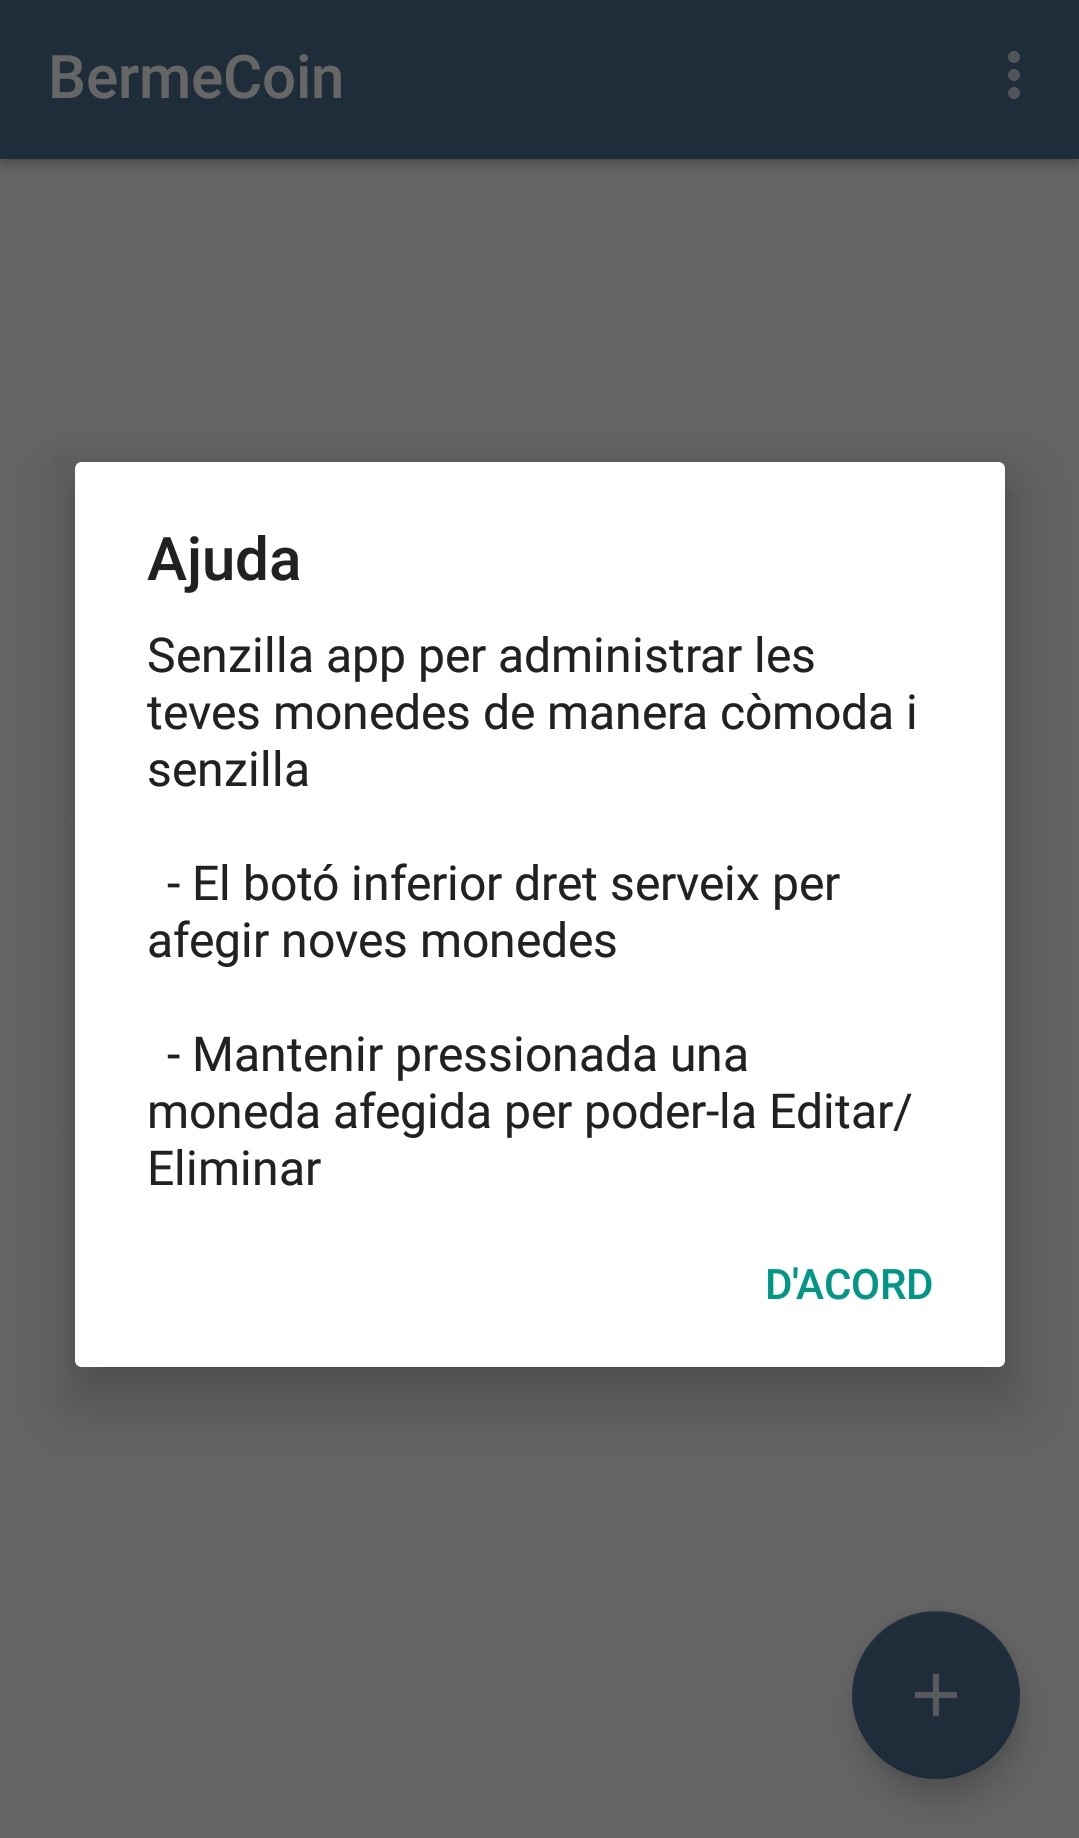 BermeCoin
Ajuda
Senzilla app per administrar les
teves monedes de manera còmoda i
senzilla
- El botó inferior dret serveix per
afegir noves monedes
- Mantenir pressionada una
moneda afegida per poder-la Editar/
Eliminar
D'ACORD
+